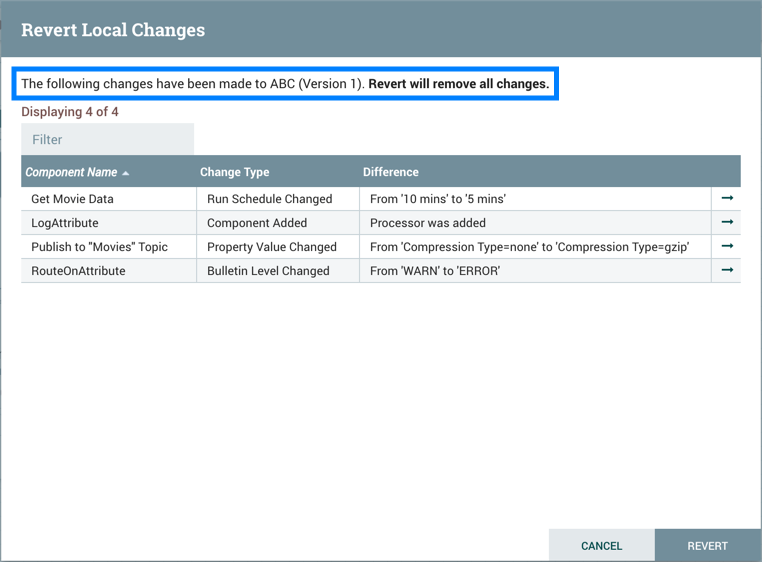 Revert Local Changes
The following changes have been made to ABC (Version 1). Revert will remove all changes.
Displaying 4 of 4
Filter
Component Name Change Type Difference
Get Movie Data Run Schedule Changed From '10 mins' to '5 mins'
LogAttribute Component Added Processor was added
Publish to "Movies" Topic Property Value Changed From 'Compression Type=none' to 'Compression Type=gzip'
RouteOnAttribute Bulletin Level Changed From 'WARN' to 'ERROR'
CANCEL REVERT